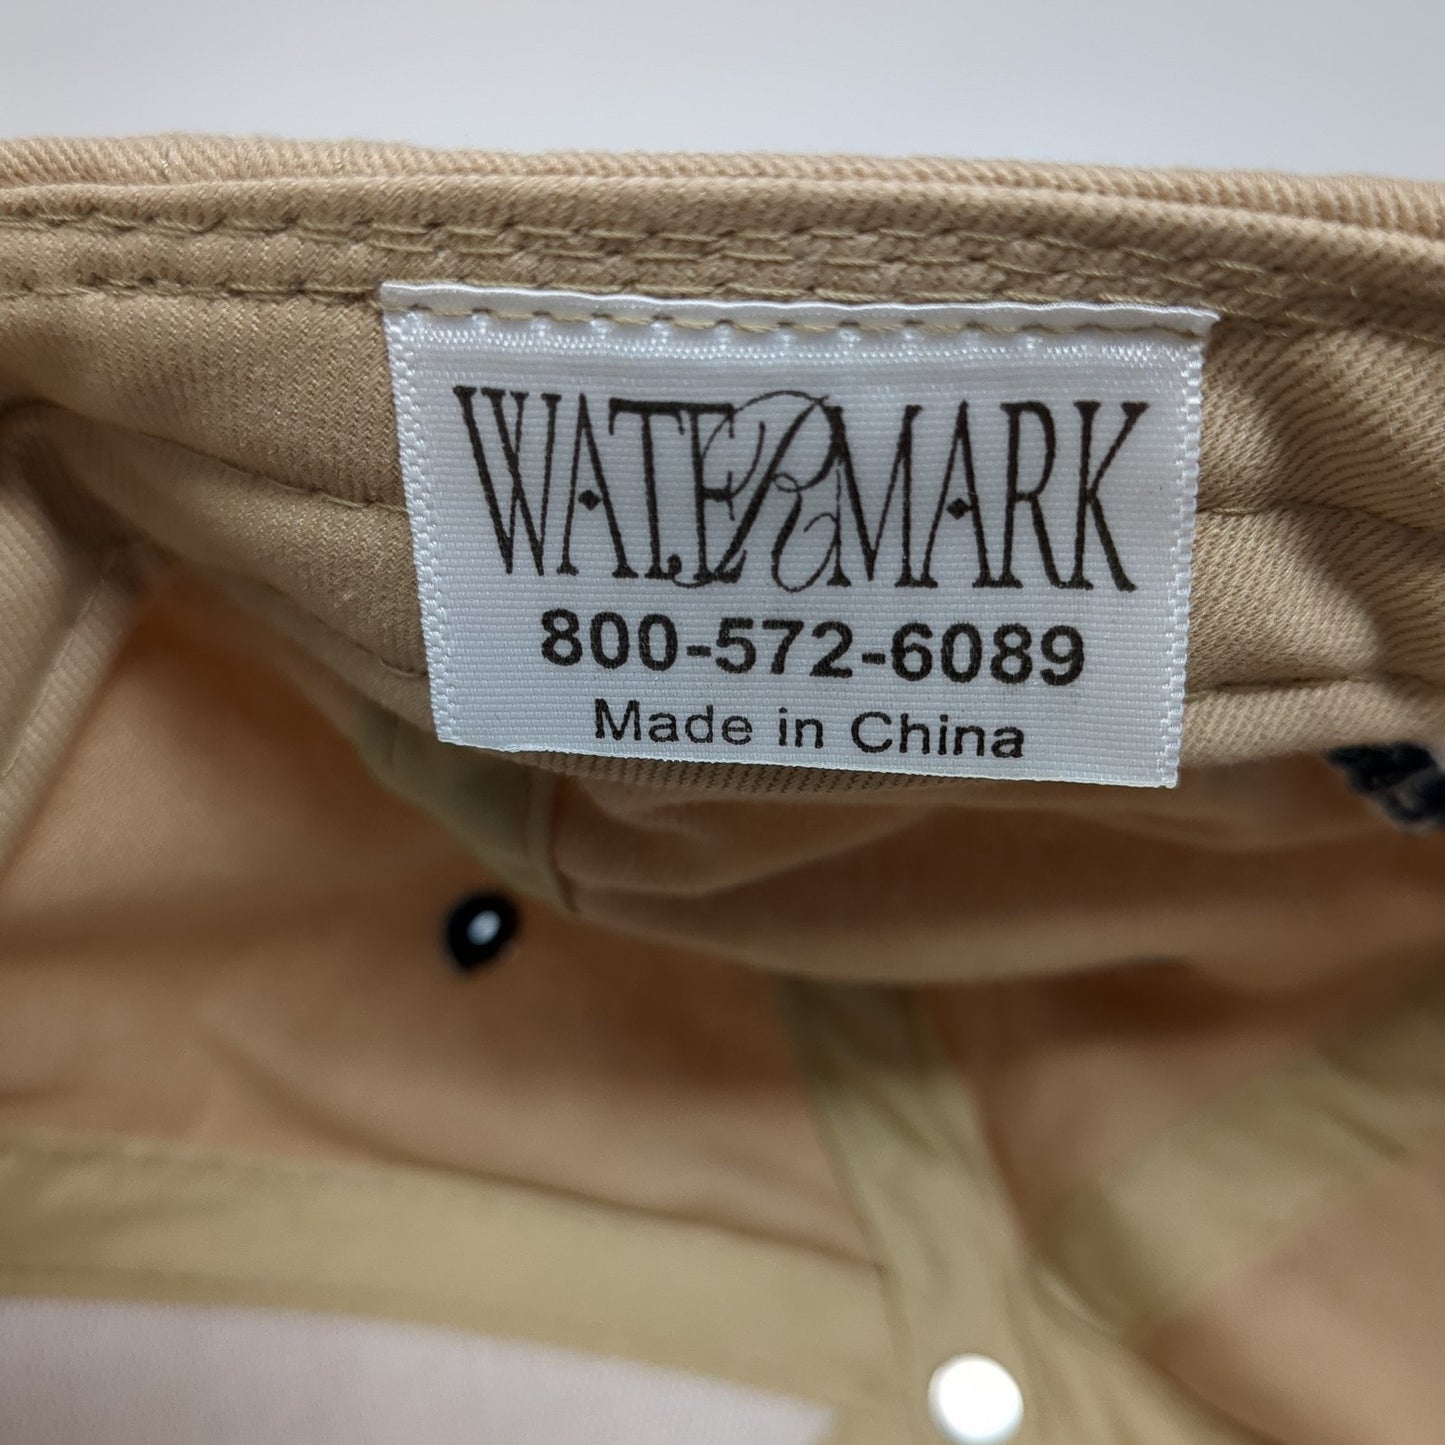 WATERMARK
800-572-6089
Made in China